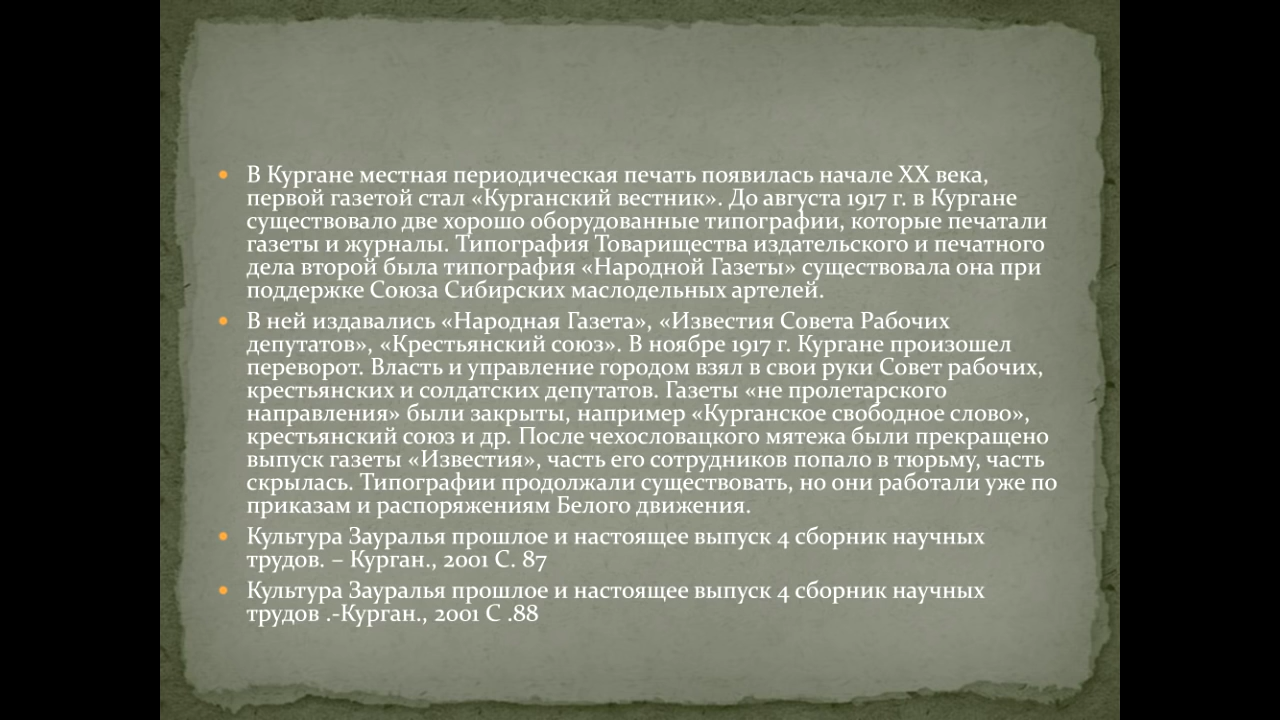 В Кургане местная периодическая печать появилась начале XX века,
первой газетой стал «Курганский вестник». До августа 1917 г. в Кургане
существовало две хорошо оборудованные типографии, которые печатали
газеты и журналы. Типография Товарищества издательского и печатного
дела второй была типография «Народной Газеты» существовала она при
поддержке Союза Сибирских маслодельных артелей.
В ней издавались «Народная Газета», «Известия Совета Рабочих
депутатов», «Крестьянский союз». В ноябре 1917 г. Кургане произошел
переворот. Власть и управление городом взял в свои руки Совет рабочих,
крестьянских и солдатских депутатов. Газеты «не пролетарского
направления» были закрыты, например «Курганское свободное слово»,
крестьянский союз и др. После чехословацкого мятежа были прекращено
выпуск газеты «Известия», часть его сотрудников попало в тюрьму, часть
скрылась. Типографии продолжали существовать, но они работали уже по
приказам и распоряжениям Белого движения.
Культура Зауралья прошлое и настоящее выпуск 4 сборник научных
трудов. – Курган., 2001 С. 87
Культура Зауралья прошлое и настоящее выпуск 4 сборник научных
трудов .-Курган., 2001 С .88